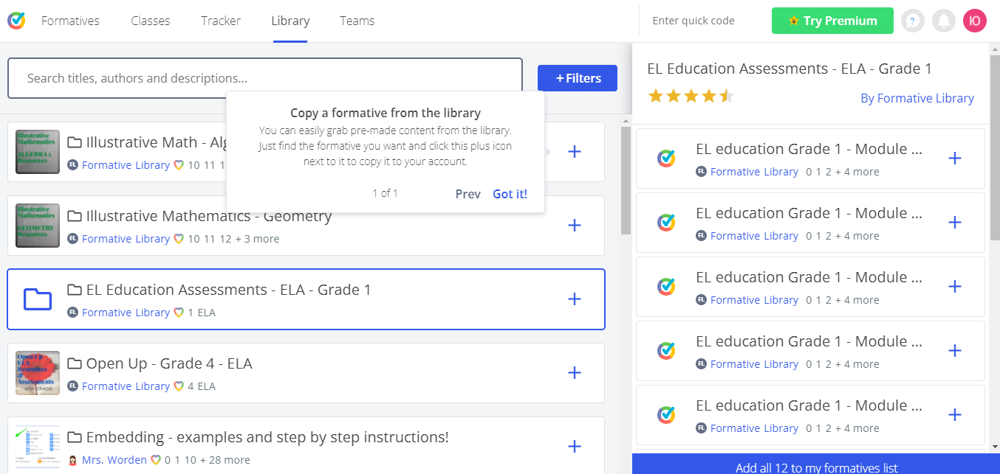 Formatives Classes Tracker Library Teams Enter quick code Try Premium ? Ю
Search titles, authors and descriptions...
+Filters
Copy a formative from the library
You can easily grab pre-made content from the library.
Just find the formative you want and click this plus icon
next to it to copy it to your account.
1 of 1 Prev Got it!
Illustrative Mathematics ALGEBRA 1 Resources
Illustrative Math - Alg
FL Formative Library 10 11 1
Illustrative Mathematics GEOMETRY Resources
Illustrative Mathematics - Geometry
FL Formative Library 10 11 12 + 3 more
EL Education Assessments - ELA - Grade 1
FL Formative Library 1 ELA
Open Up ELA Resources & Assessments 4TH GRADE
Open Up - Grade 4 - ELA
FL Formative Library 4 ELA
Embedding - examples and step by step instructions!
Mrs. Worden 0 1 10 + 28 more
EL Education Assessments - ELA - Grade 1
By Formative Library
EL education Grade 1 - Module ...
FL Formative Library 0 1 2 + 4 more
EL education Grade 1 - Module ...
FL Formative Library 0 1 2 + 4 more
EL education Grade 1 - Module ...
FL Formative Library 0 1 2 + 4 more
EL education Grade 1 - Module ...
FL Formative Library 0 1 2 + 4 more
EL education Grade 1 - Module ...
FL Formative Library 0 1 2 + 4 more
Add all 12 to my formatives list